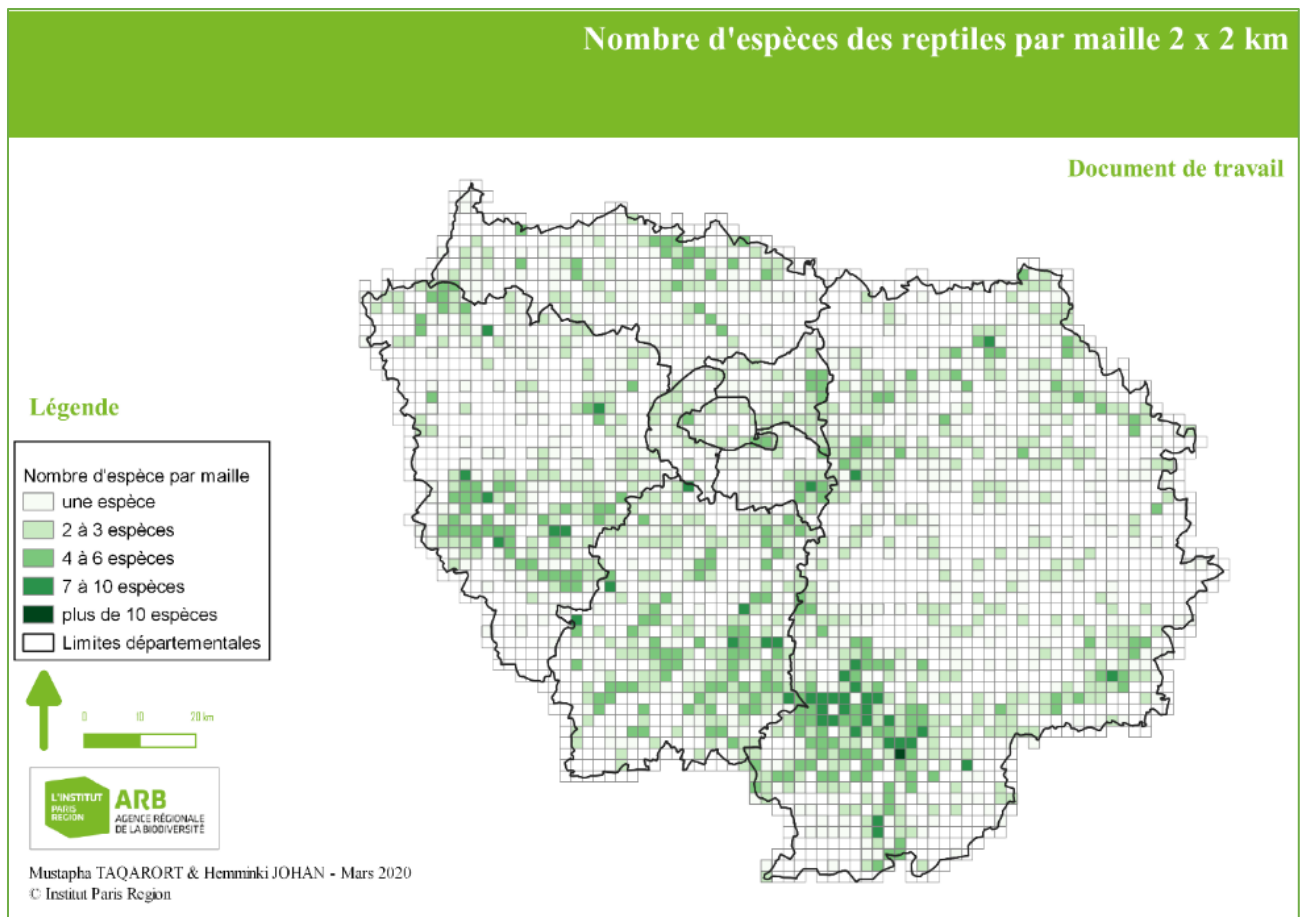 Nombre d'espèces des reptiles par maille 2 x 2 km
Document de travail
Légende
Nombre d'espèce par maille
une espèce
2 à 3 espèces
4 à 6 espèces
7 à 10 espèces
plus de 10 espèces
Limites départementales
0 10 20 km
L'INSTITUT
PARIS
REGION
ARB
AGENCE RÉGIONALE
DE LA BIODIVERSITÉ
Mustapha TAQARORT & Hemminki JOHAN - Mars 2020
© Institut Paris Region